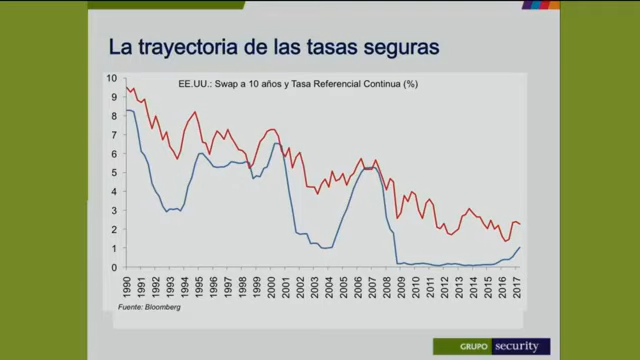 La trayectoria de las tasas seguras
EE.UU.: Swap a 10 años y Tasa Referencial Continua (%)
10
9
8
7
6
5
4
3
2
1
0
1990 1991 1992 1993 1994 1995 1996 1997 1998 1999 2000 2001 2002 2003 2004 2005 2006 2007 2008 2009 2010 2011 2012 2013 2014 2015 2016 2017
Fuente: Bloomberg
GRUPO security